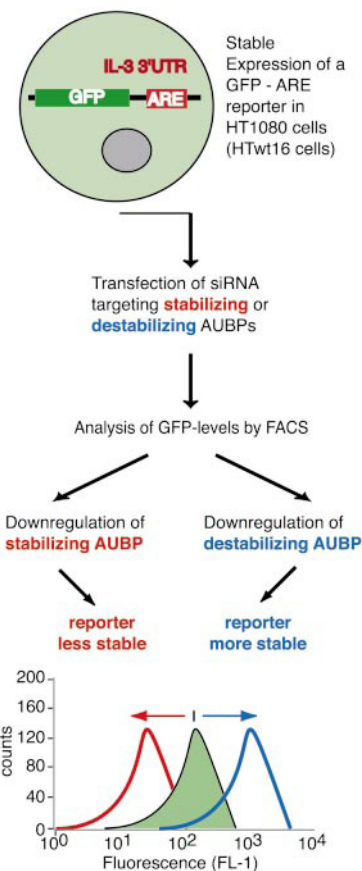 IL-3 3'UTR
GFP
ARE
Stable
Expression of a
GFP - ARE
reporter in
HT1080 cells
(HTwt16 cells)
Transfection of siRNA
targeting stabilizing or
destabilizing AUBPs
Analysis of GFP-levels by FACS
Downregulation of
stabilizing AUBP
Downregulation of
destabilizing AUBP
reporter
less stable
reporter
more stable
200
160
120
80
40
0
counts
10⁰
10¹
10²
10³
10⁴
Fluorescence (FL-1)